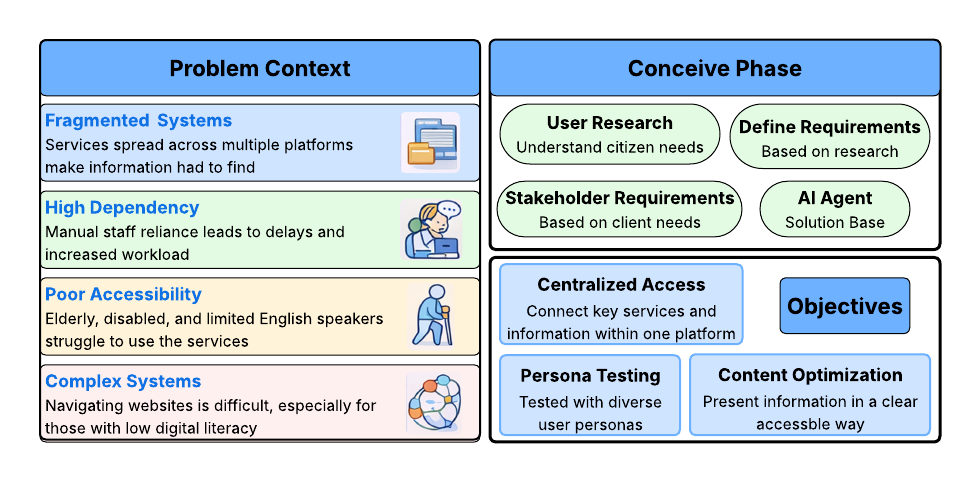 Problem Context
Fragmented Systems
Services spread across multiple platforms
make information had to find
High Dependency
Manual staff reliance leads to delays and
increased workload
Poor Accessibility
Elderly, disabled, and limited English speakers
struggle to use the services
Complex Systems
Navigating websites is difficult, especially for
those with low digital literacy
Conceive Phase
User Research
Understand citizen needs
Define Requirements
Based on research
Stakeholder Requirements
Based on client needs
AI Agent
Solution Base
Centralized Access
Connect key services and
information within one platform
Objectives
Persona Testing
Tested with diverse
user personas
Content Optimization
Present information in a clear
accessble way